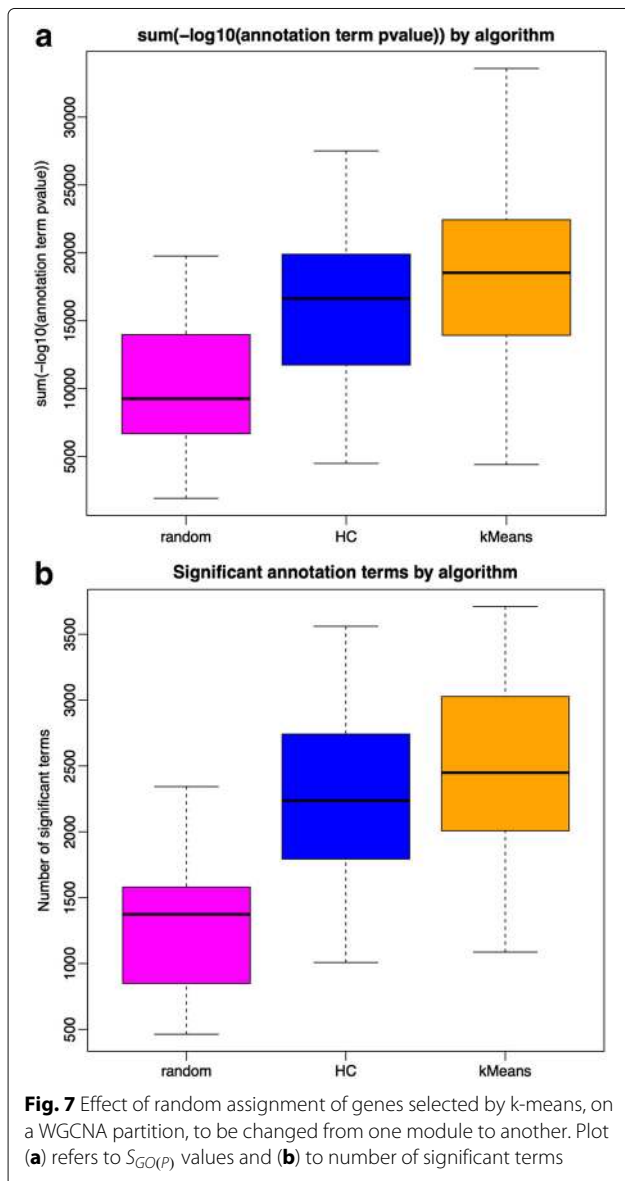 a
sum(−log10(annotation term pvalue)) by algorithm
sum(−log10(annotation term pvalue))
30000
25000
20000
15000
10000
5000
random HC kMeans
b
Significant annotation terms by algorithm
Number of significant terms
3500
3000
2500
2000
1500
1000
500
random HC kMeans
Fig. 7 Effect of random assignment of genes selected by k-means, on
a WGCNA partition, to be changed from one module to another. Plot
(a) refers to S_GO(P) values and (b) to number of significant terms